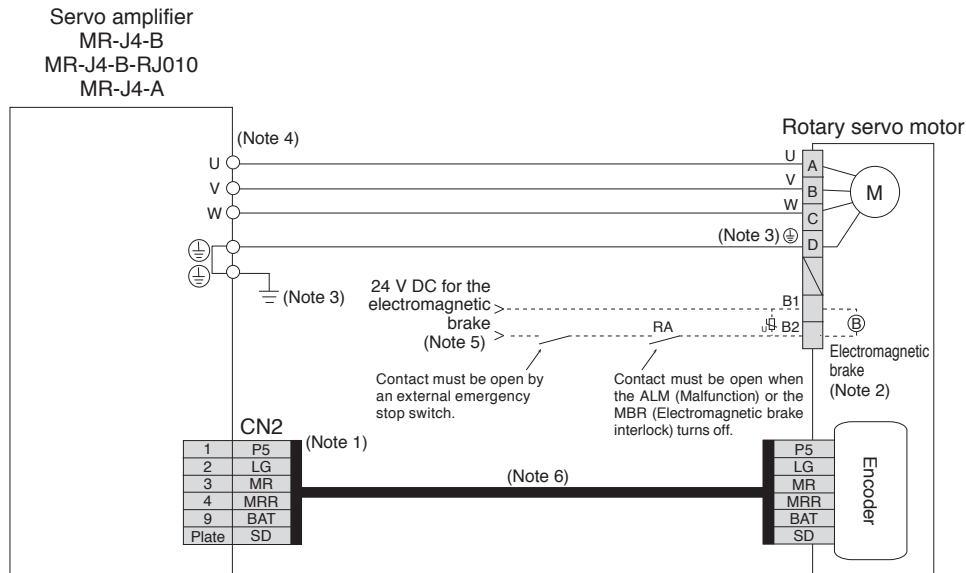 Servo amplifier
MR-J4-B
MR-J4-B-RJ010
MR-J4-A
Rotary servo motor
(Note 4)
U
U
A
V
V
B
M
W
W
C
(Note 3)
D
(Note 3)
24 V DC for the
electromagnetic
brake
(Note 5)
B1
RA
U
B2
B
Electromagnetic
brake
(Note 2)
Contact must be open by
an external emergency
stop switch.
Contact must be open when
the ALM (Malfunction) or the
MBR (Electromagnetic brake
interlock) turns off.
CN2
(Note 1)
1 P5
2 LG
3 MR
4 MRR
9 BAT
Plate SD
(Note 6)
P5
LG
MR
MRR
BAT
SD
Encoder